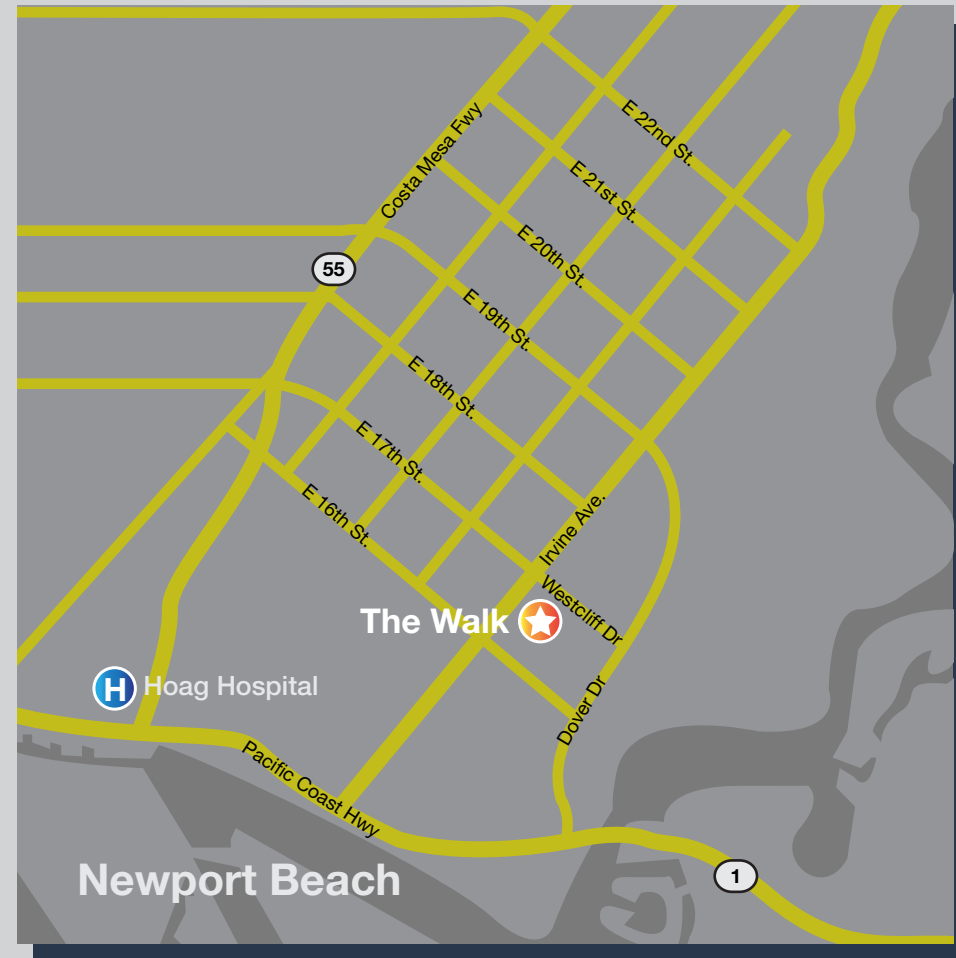 E 22nd St.
Costa Mesa Fwy
E 21st St.
E 20th St.
55
E 19th St.
E 18th St.
E 17th St.
E 16th St.
Irvine Ave.
Westcliff Dr
The Walk
H Hoag Hospital
Dover Dr
Pacific Coast Hwy
Newport Beach
1